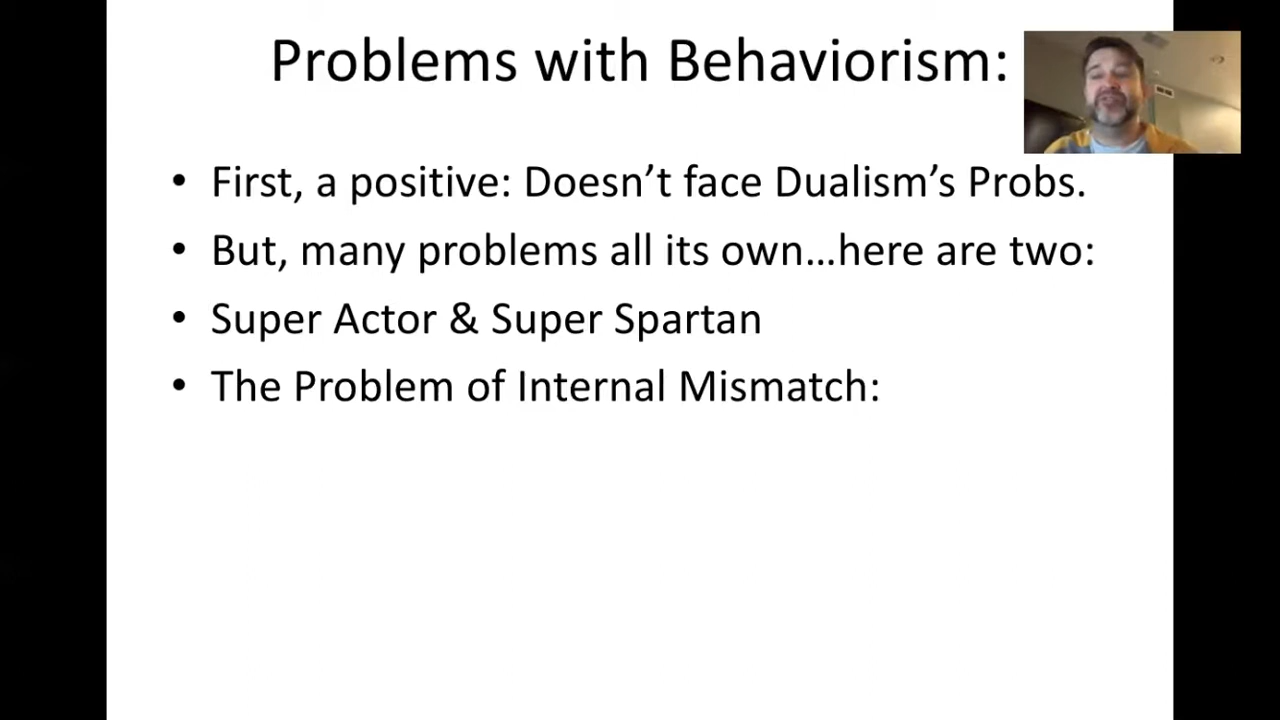 Problems with Behaviorism:
• First, a positive: Doesn’t face Dualism’s Probs.
• But, many problems all its own…here are two:
• Super Actor & Super Spartan
• The Problem of Internal Mismatch: